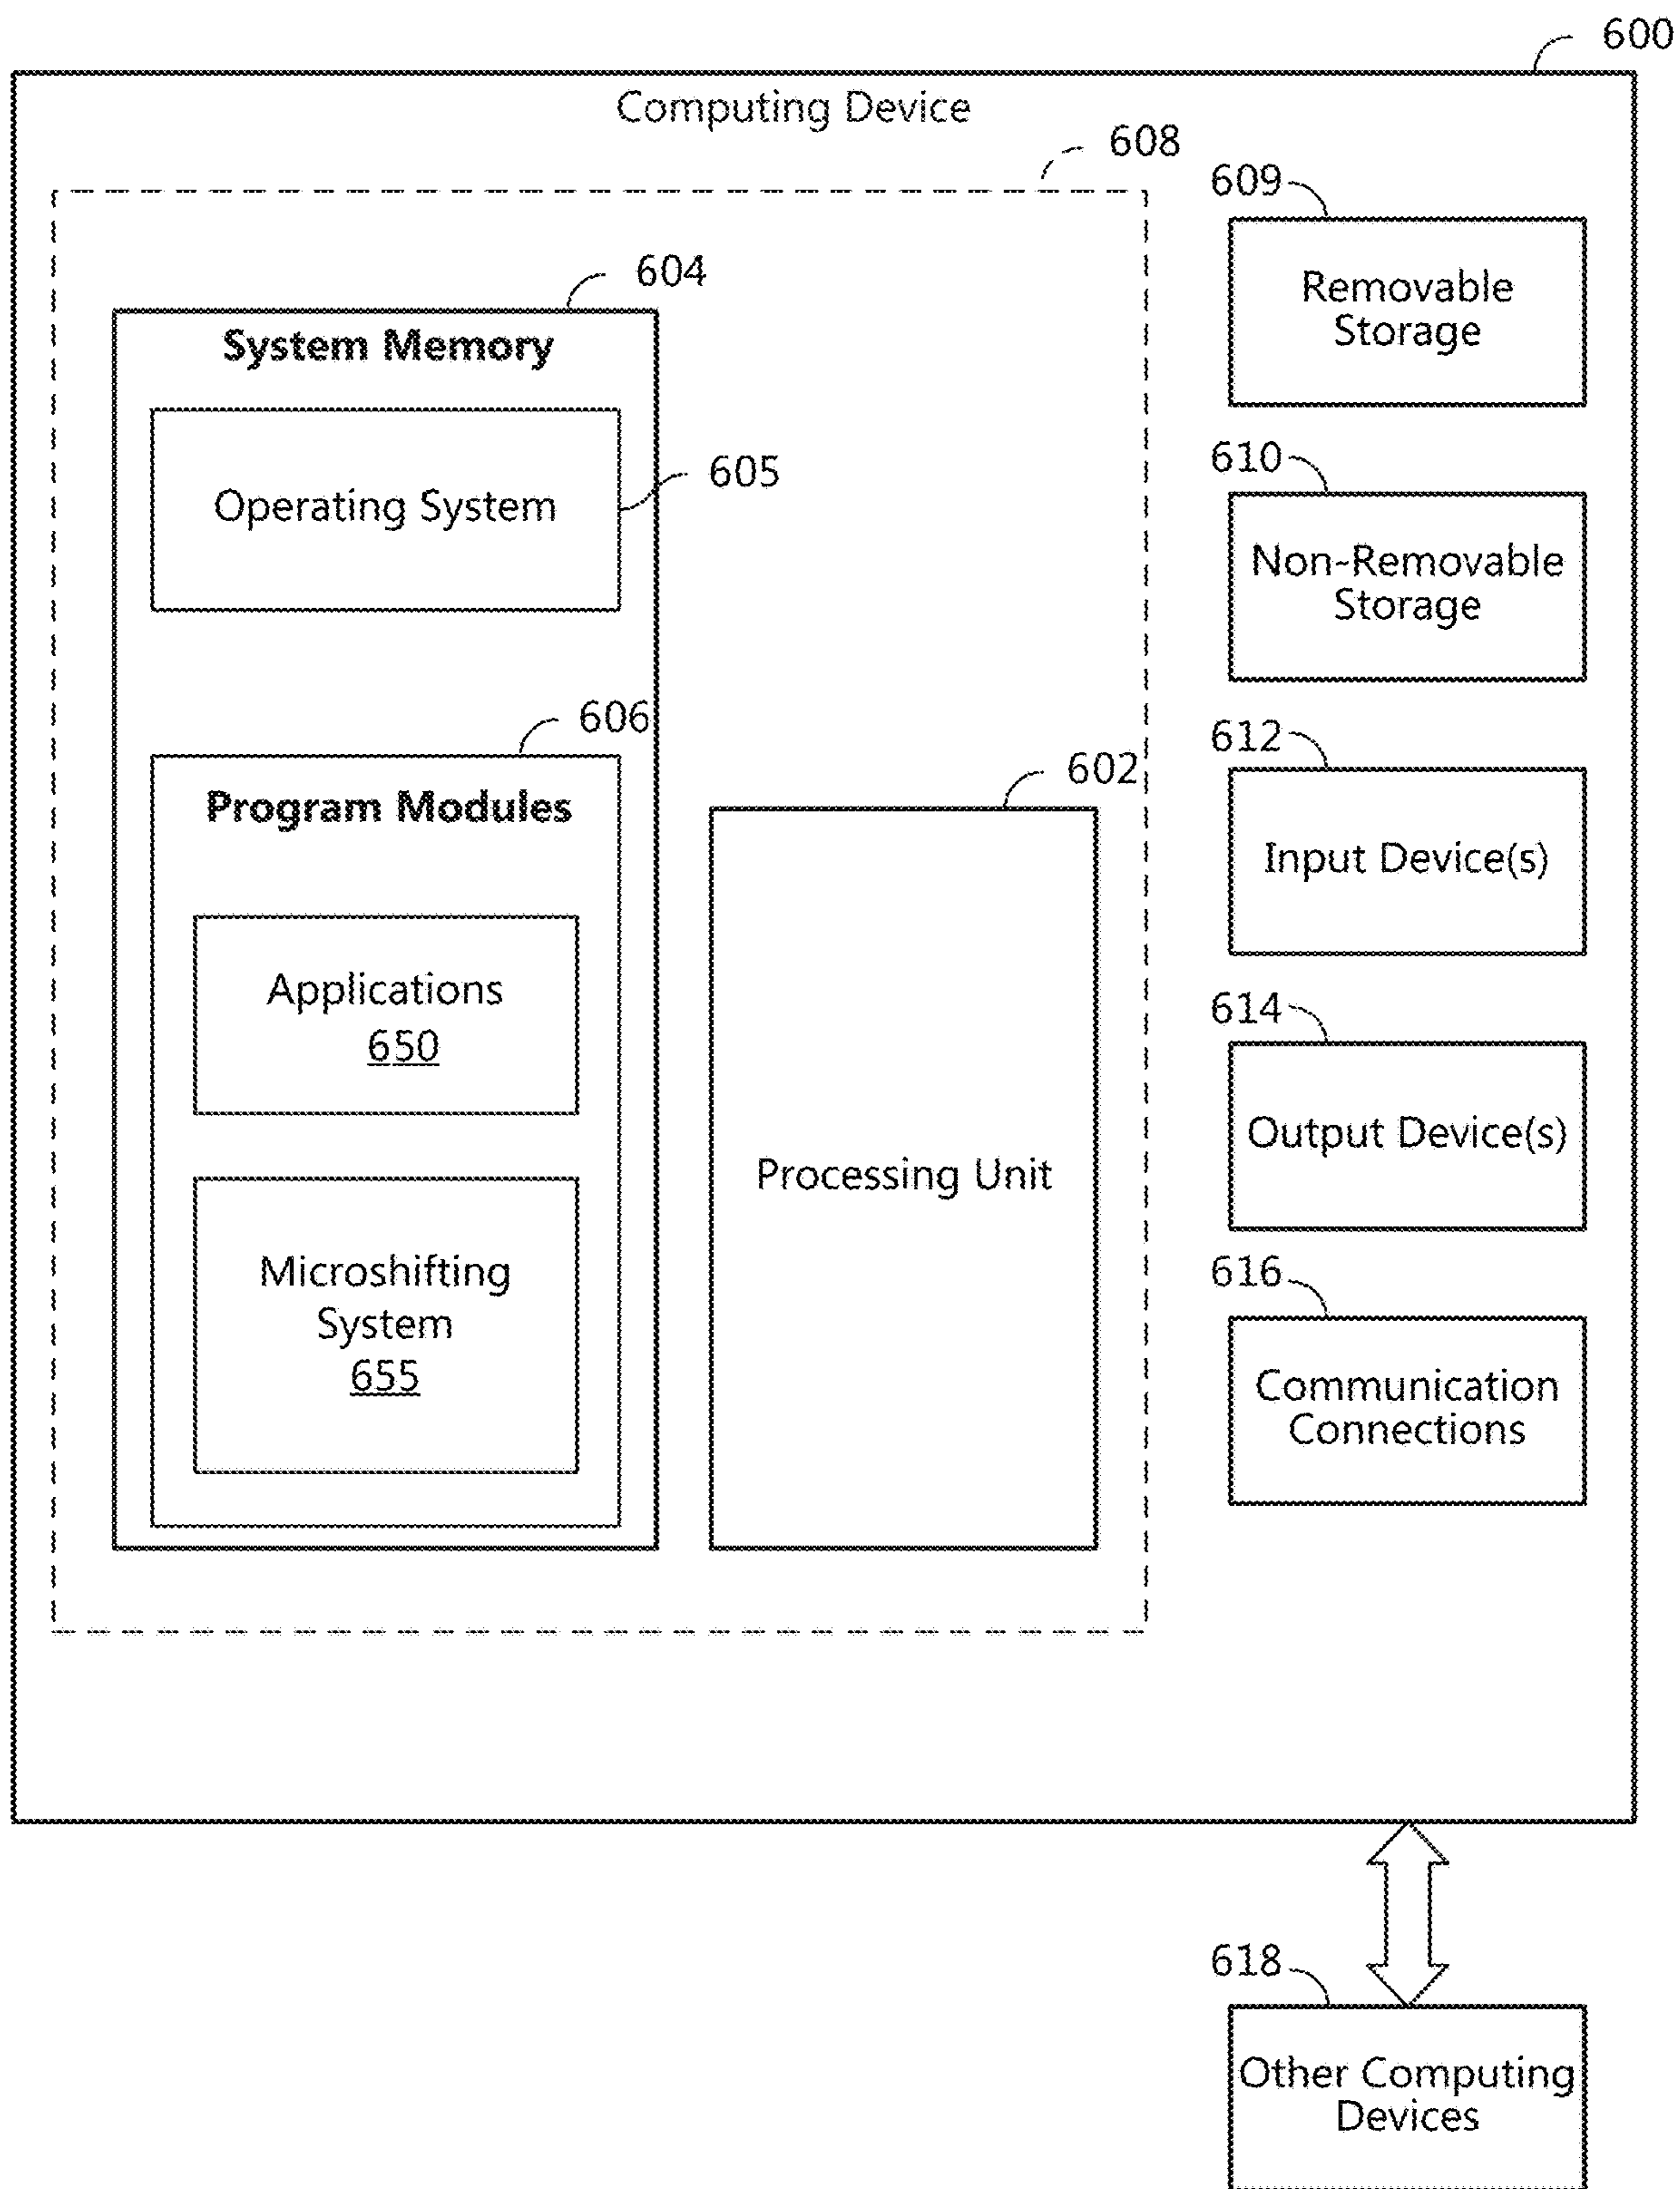 600
Computing Device
608
609
Removable
Storage
604
System Memory
Operating System
605
610
Non-Removable
Storage
606
Program Modules
602
612
Input Device(s)
Applications
650
614
Output Device(s)
Processing Unit
Microshifting
System
655
616
Communication
Connections
618
Other Computing
Devices